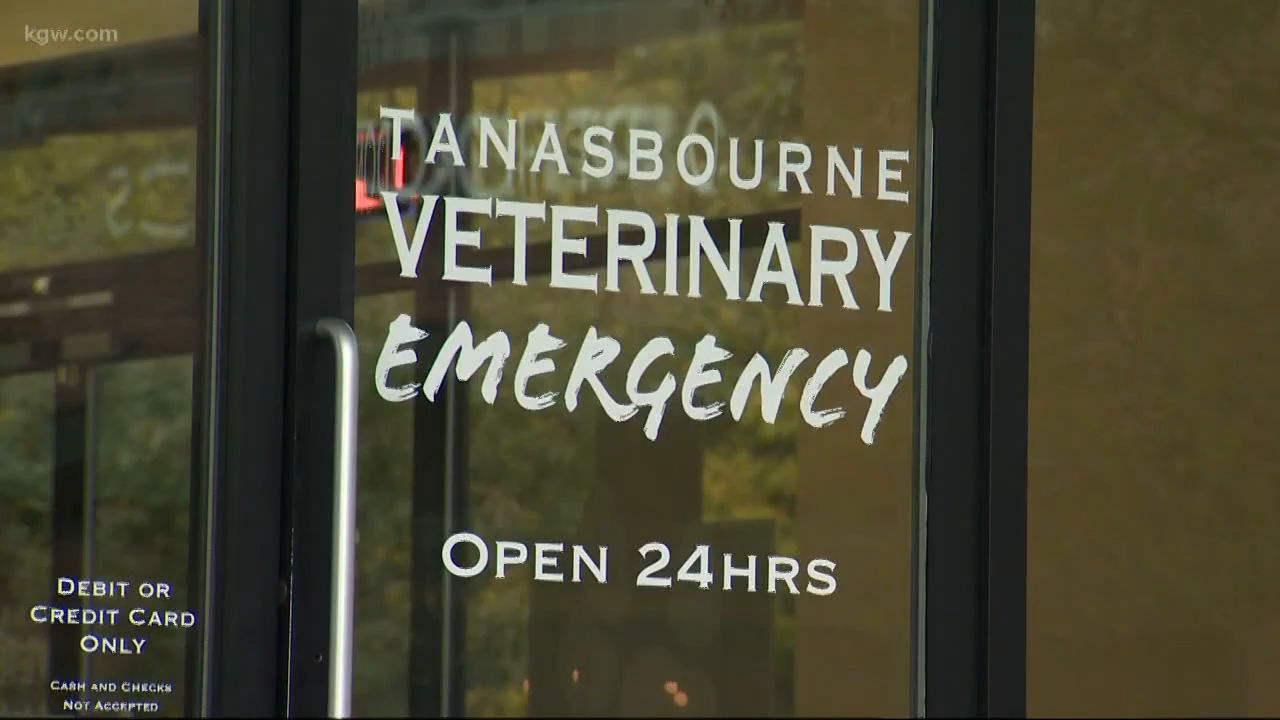 kgw.com
TANASBOURNE
VETERINARY
EMERGENCY
OPEN 24HRS
DEBIT OR
CREDIT CARD
ONLY
CASH AND CHECKS
NOT ACCEPTED